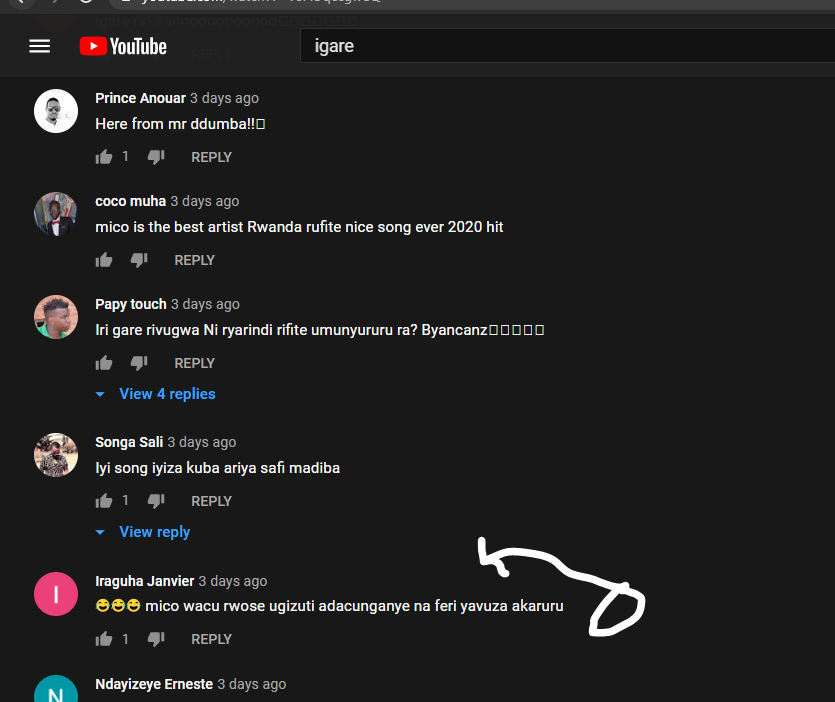 YouTube
igare
Prince Anouar 3 days ago
Here from mr ddumba!!
1 REPLY
coco muha 3 days ago
mico is the best artist Rwanda rufite nice song ever 2020 hit
REPLY
Papy touch 3 days ago
Iri gare rivugwa Ni ryarindi rifite umunyururu ra? Byancanz
REPLY
View 4 replies
Songa Sali 3 days ago
Iyi song iyiza kuba ariya safi madiba
1 REPLY
View reply
I
Iraguha Janvier 3 days ago
😂😂😂 mico wacu rwose ugizuti adacunganye na feri yavuza akaruru
1 REPLY
N
Ndayizeye Erneste 3 days ago